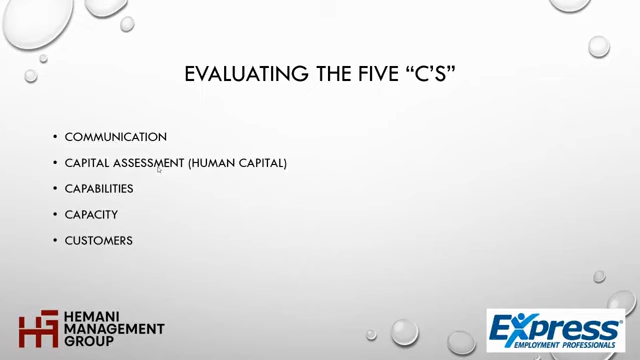 EVALUATING THE FIVE “C’S”
• COMMUNICATION
• CAPITAL ASSESSMENT (HUMAN CAPITAL)
• CAPABILITIES
• CAPACITY
• CUSTOMERS
HEMANI
MANAGEMENT
GROUP
Express®
EMPLOYMENT PROFESSIONALS